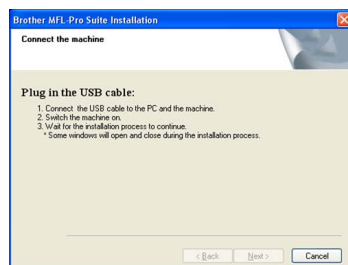 Brother MFL-Pro Suite Installation
Connect the machine
Plug in the USB cable:
1. Connect the USB cable to the PC and the machine.
2. Switch the machine on.
3. Wait for the installation process to continue.
* Some windows will open and close during the installation process.
< Back Next > Cancel